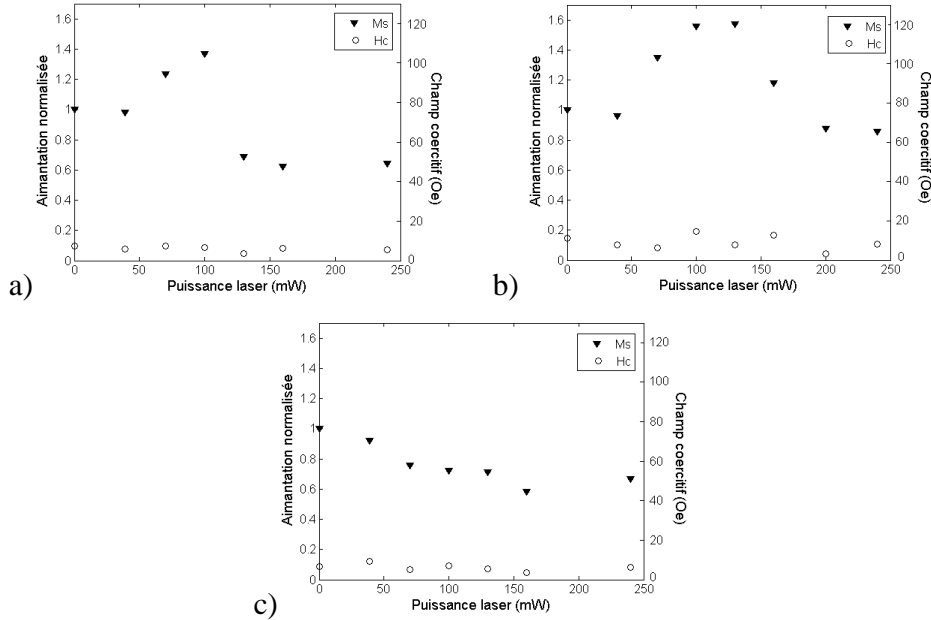 1.6
1.4
1.2
1
0.8
0.6
0.4
0.2
0
Aimantation normalisée
Ms
Hc
120
100
80
60
40
20
0
Champ coercitif (Oe)
0 50 100 150 200 250
Puissance laser (mW)
a)
1.6
1.4
1.2
1
0.8
0.6
0.4
0.2
0
Aimantation normalisée
Ms
Hc
120
100
80
60
40
20
0
Champ coercitif (Oe)
0 50 100 150 200 250
Puissance laser (mW)
b)
1.6
1.4
1.2
1
0.8
0.6
0.4
0.2
0
Aimantation normalisée
Ms
Hc
120
100
80
60
40
20
0
Champ coercitif (Oe)
0 50 100 150 200 250
Puissance laser (mW)
c)